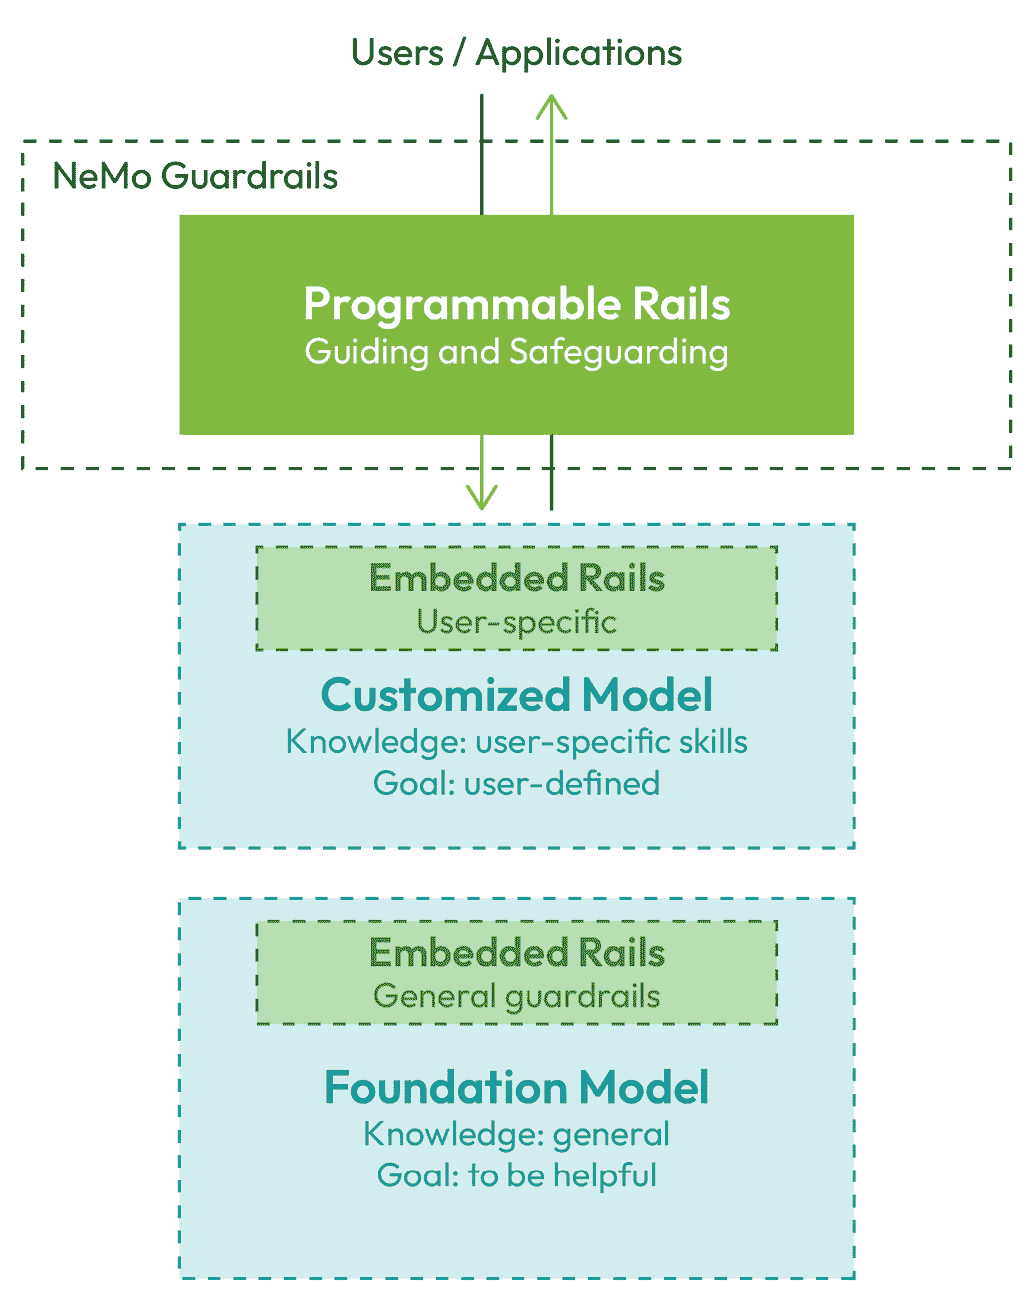 Users / Applications
NeMo Guardrails
Programmable Rails
Guiding and Safeguarding
Embedded Rails
User-specific
Customized Model
Knowledge: user-specific skills
Goal: user-defined
Embedded Rails
General guardrails
Foundation Model
Knowledge: general
Goal: to be helpful